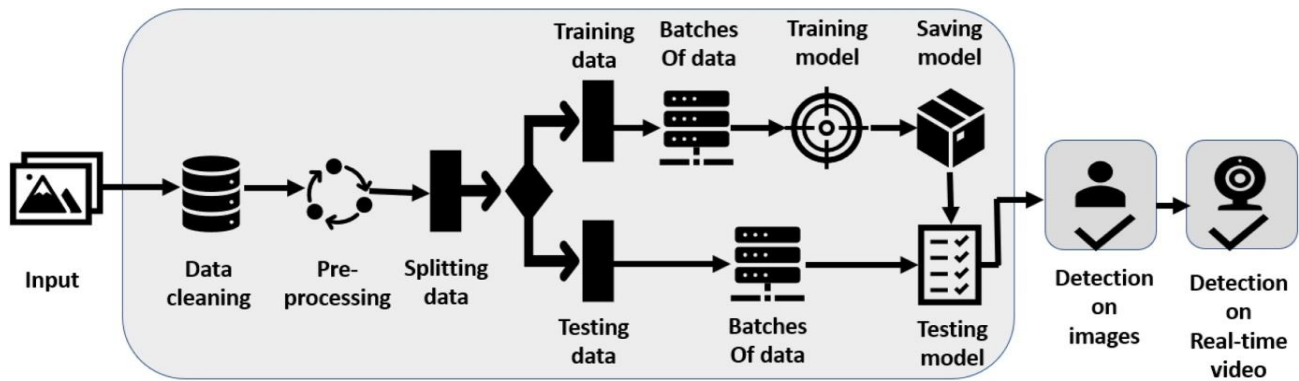 Training
data
Batches
Of data
Training
model
Saving
model
Input
Data
cleaning
Pre-
processing
Splitting
data
Testing
data
Batches
Of data
Testing
model
Detection
on
images
Detection
on
Real-time
video